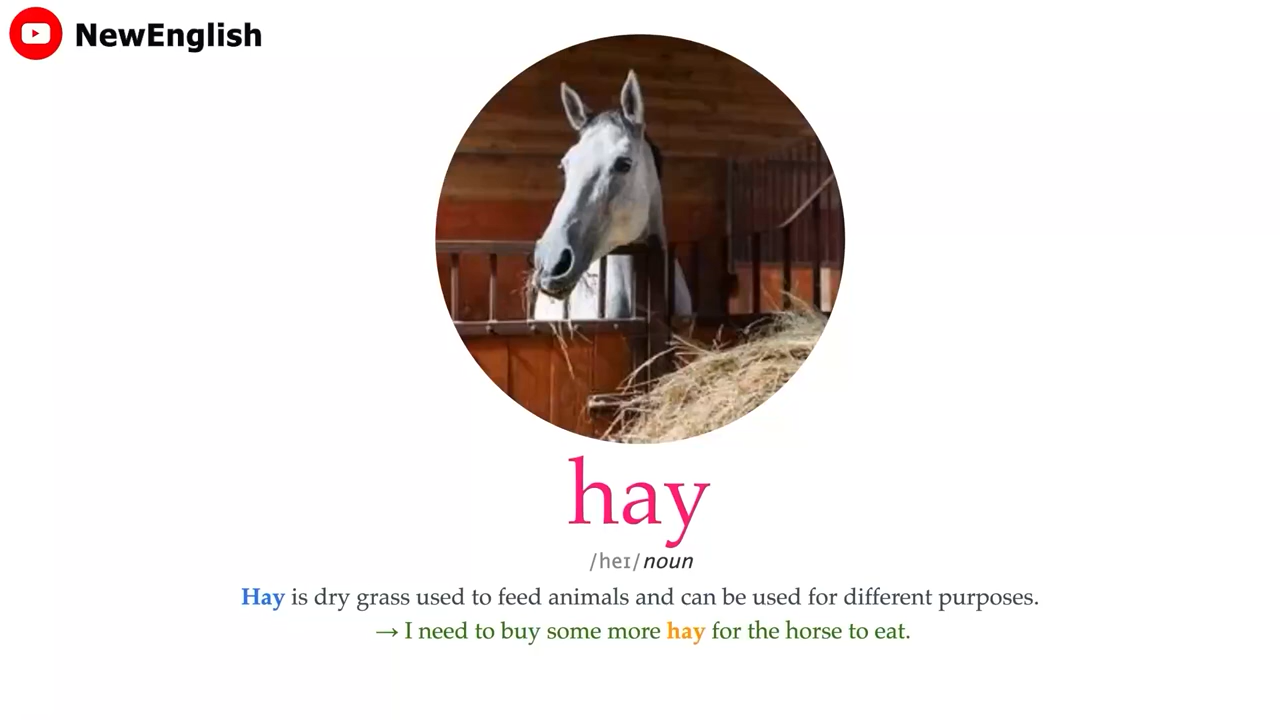 NewEnglish
hay
/heɪ/ noun
Hay is dry grass used to feed animals and can be used for different purposes.
→ I need to buy some more hay for the horse to eat.